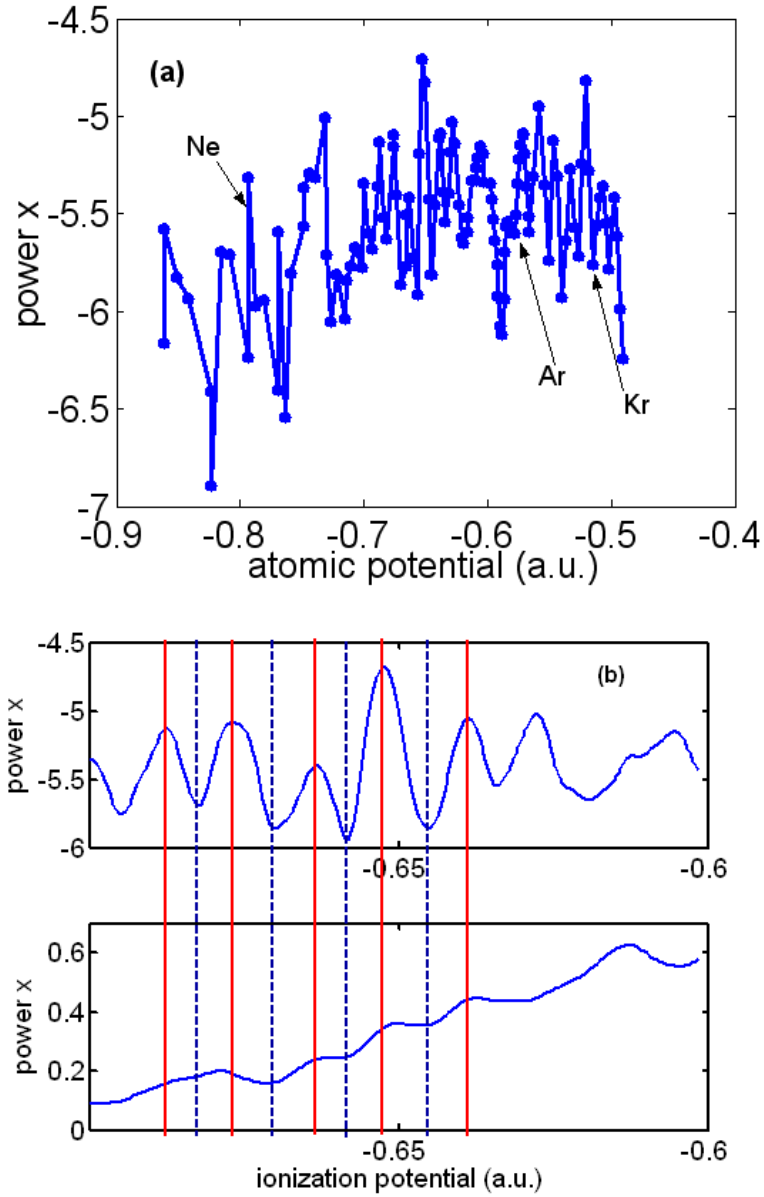 -4.5
(a)
-5
Ne
power x
-5.5
-6
Ar
Kr
-6.5
-7
-0.9 -0.8 -0.7 -0.6 -0.5 -0.4
atomic potential (a.u.)
-4.5
(b)
-5
power x
-5.5
-6
-0.65 -0.6
0.6
power x
0.4
0.2
0
-0.65 -0.6
ionization potential (a.u.)